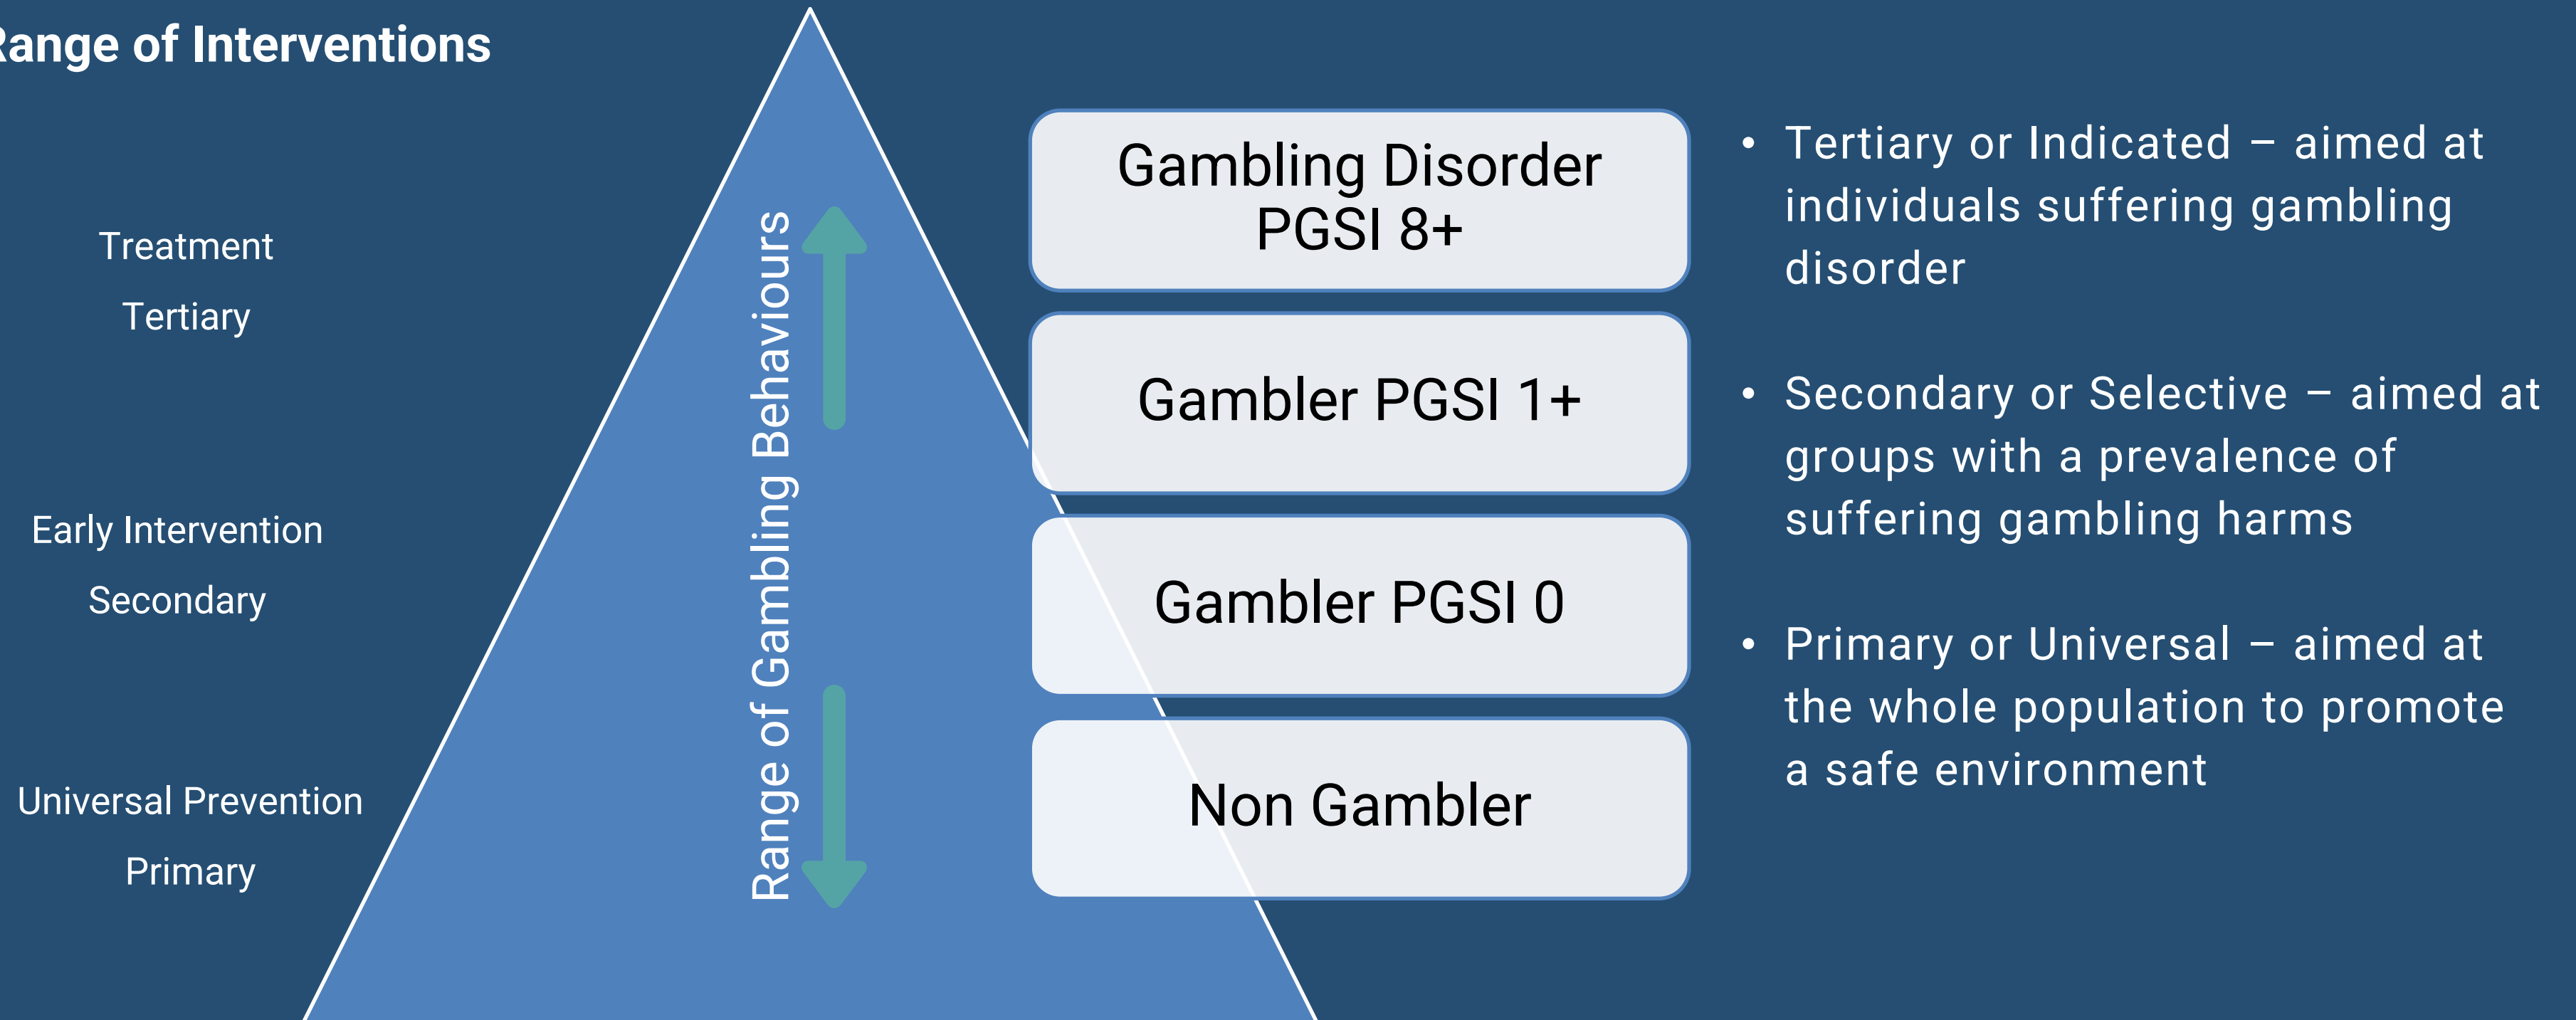 Range of Interventions
Treatment
Tertiary
Early Intervention
Secondary
Universal Prevention
Primary
Range of Gambling Behaviours
Gambling Disorder
PGSI 8+
Gambler PGSI 1+
Gambler PGSI 0
Non Gambler
• Tertiary or Indicated – aimed at
individuals suffering gambling
disorder
• Secondary or Selective – aimed at
groups with a prevalence of
suffering gambling harms
• Primary or Universal – aimed at
the whole population to promote
a safe environment